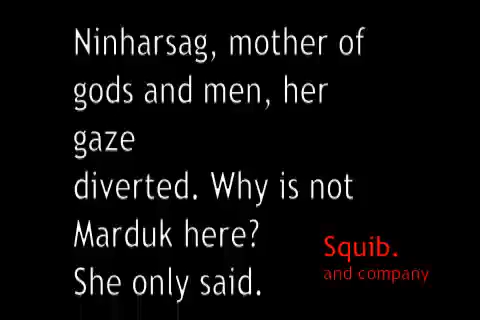 Ninharsag, mother of
gods and men, her
gaze
diverted. Why is not
Marduk here?
She only said.
Squib.
and company